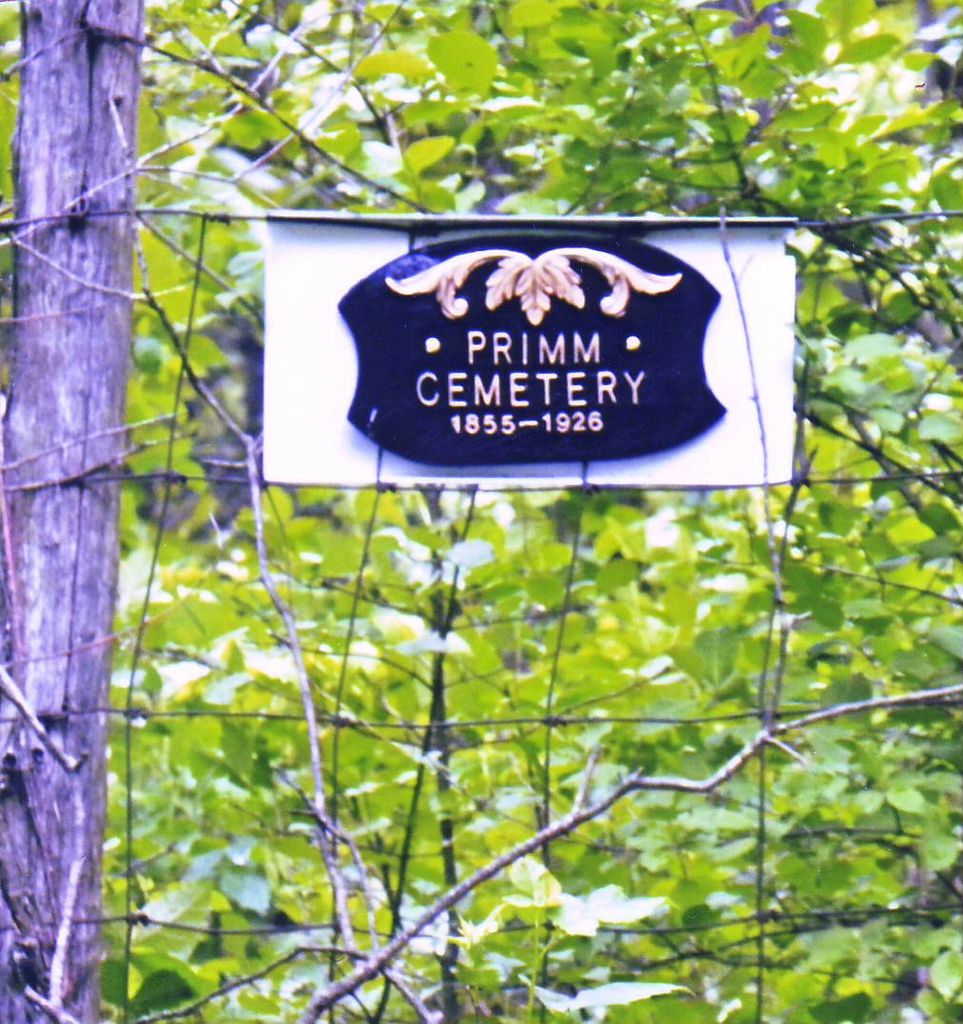 • PRIMM •
CEMETERY
1855-1926